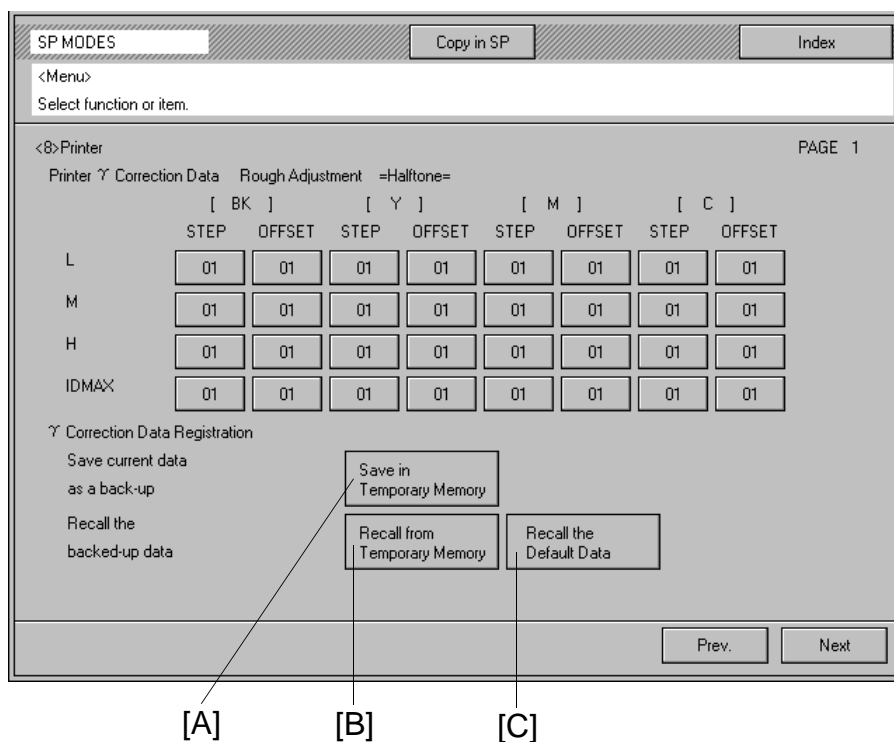 SP MODES Copy in SP Index
<Menu>
Select function or item.
<8>Printer PAGE 1
Printer ϒ Correction Data Rough Adjustment =Halftone=
[ BK ] [ Y ] [ M ] [ C ]
STEP OFFSET STEP OFFSET STEP OFFSET STEP OFFSET
L 01 01 01 01 01 01 01 01
M 01 01 01 01 01 01 01 01
H 01 01 01 01 01 01 01 01
IDMAX 01 01 01 01 01 01 01 01
ϒ Correction Data Registration
Save current data
as a back-up
Save in
Temporary Memory
Recall the
backed-up data
Recall from
Temporary Memory
Recall the
Default Data
Prev. Next
[A] [B] [C]